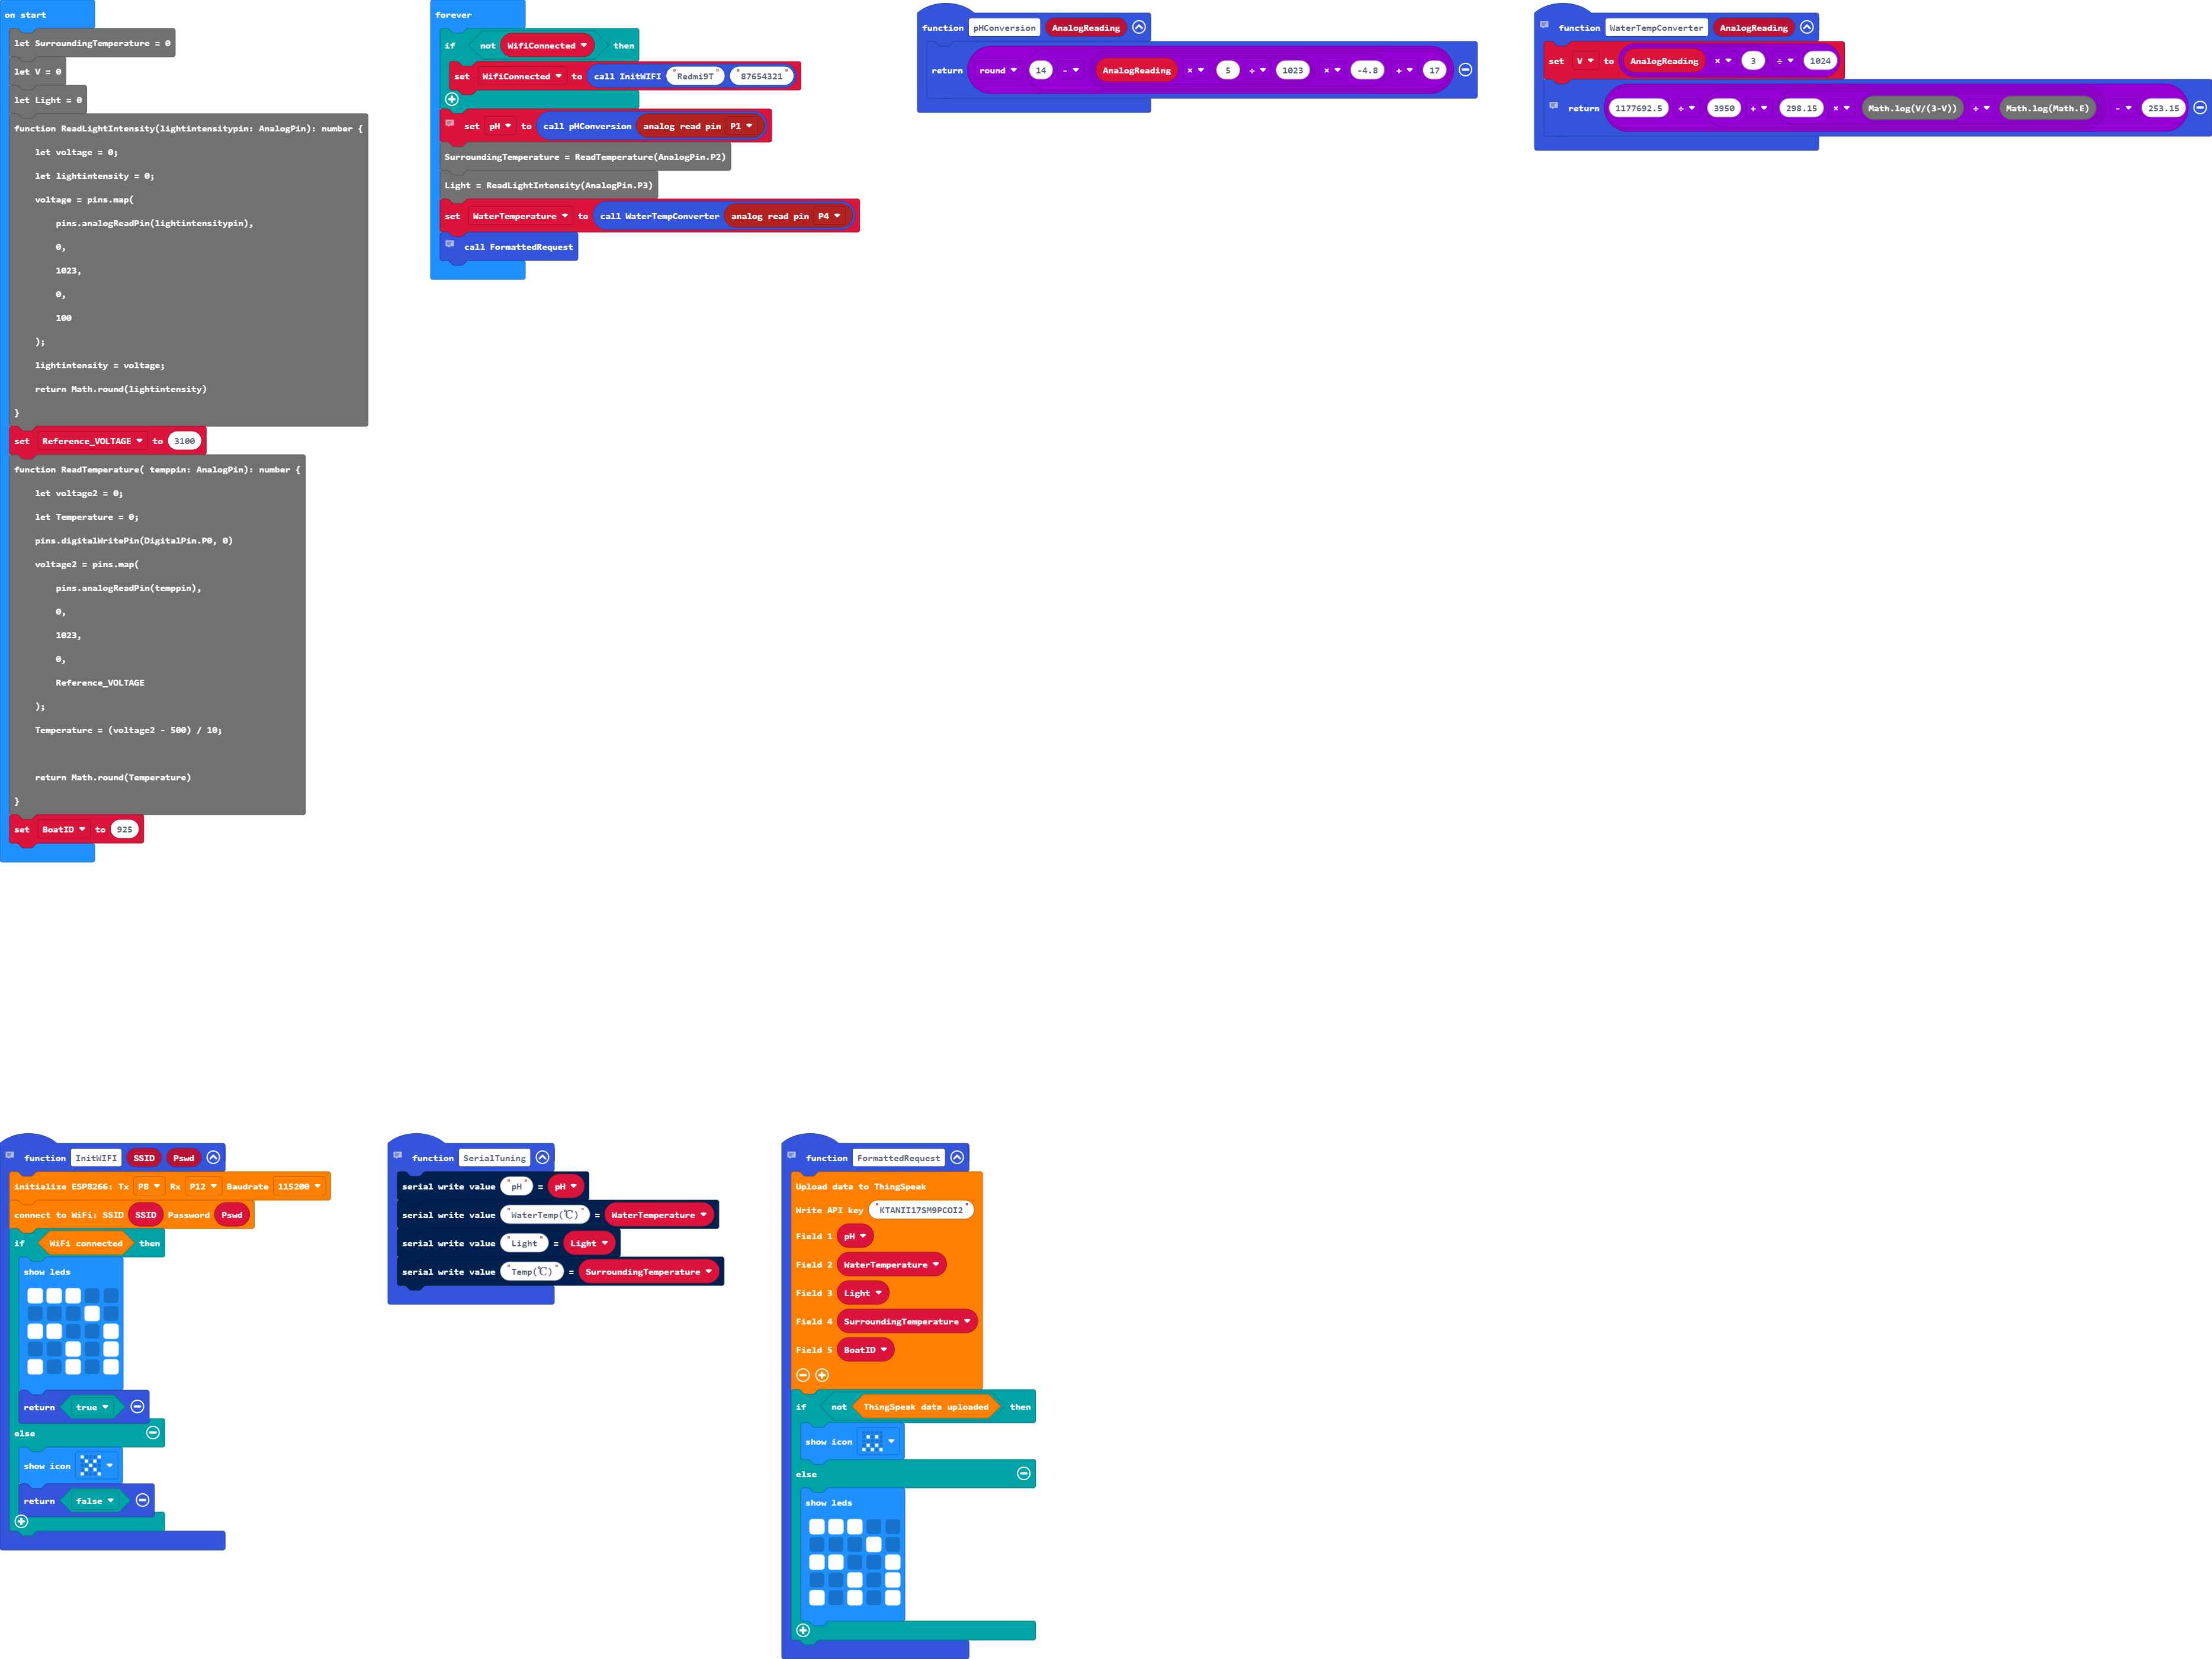 on start
let SurroundingTemperature = 0
let V = 0
let Light = 0
function ReadLightIntensity(lightintensitypin: AnalogPin): number {
let voltage = 0;
let lightintensity = 0;
voltage = pins.map(
pins.analogReadPin(lightintensitypin),
0,
1023,
0,
100
);
lightintensity = voltage;
return Math.round(lightintensity)
}
set Reference_VOLTAGE to 3100
function ReadTemperature( temppin: AnalogPin): number {
let voltage2 = 0;
let Temperature = 0;
pins.digitalWritePin(DigitalPin.P0, 0)
voltage2 = pins.map(
pins.analogReadPin(temppin),
0,
1023,
0,
Reference_VOLTAGE
);
Temperature = (voltage2 - 500) / 10;
return Math.round(Temperature)
}
set BoatID to 925
forever
if not WifiConnected then
set WifiConnected to call InitWIFI "Redmi9T" "87654321"
set pH to call pHConversion analog read pin P1
SurroundingTemperature = ReadTemperature(AnalogPin.P2)
Light = ReadLightIntensity(AnalogPin.P3)
set WaterTemperature to call WaterTempConverter analog read pin P4
call FormattedRequest
function pHConversion AnalogReading
return round 14 - AnalogReading × 5 ÷ 1023 × -4.8 + 17
function WaterTempConverter AnalogReading
set V to AnalogReading × 3 ÷ 1024
return 1177692.5 ÷ 3950 + 298.15 × Math.log(V/(3-V)) ÷ Math.log(Math.E) - 253.15
function InitWIFI SSID Pswd
initialize ESP8266: Tx P8 Rx P12 Baudrate 115200
connect to WiFi: SSID SSID Password Pswd
if WiFi connected then
show leds
return true
else
show icon
return false
function SerialTuning
serial write value "pH" = pH
serial write value "WaterTemp(℃)" = WaterTemperature
serial write value "Light" = Light
serial write value "Temp(℃)" = SurroundingTemperature
function FormattedRequest
Upload data to ThingSpeak
Write API key "KTANII17SM9PCOI2"
Field 1 pH
Field 2 WaterTemperature
Field 3 Light
Field 4 SurroundingTemperature
Field 5 BoatID
if not ThingSpeak data uploaded then
show icon
else
show leds